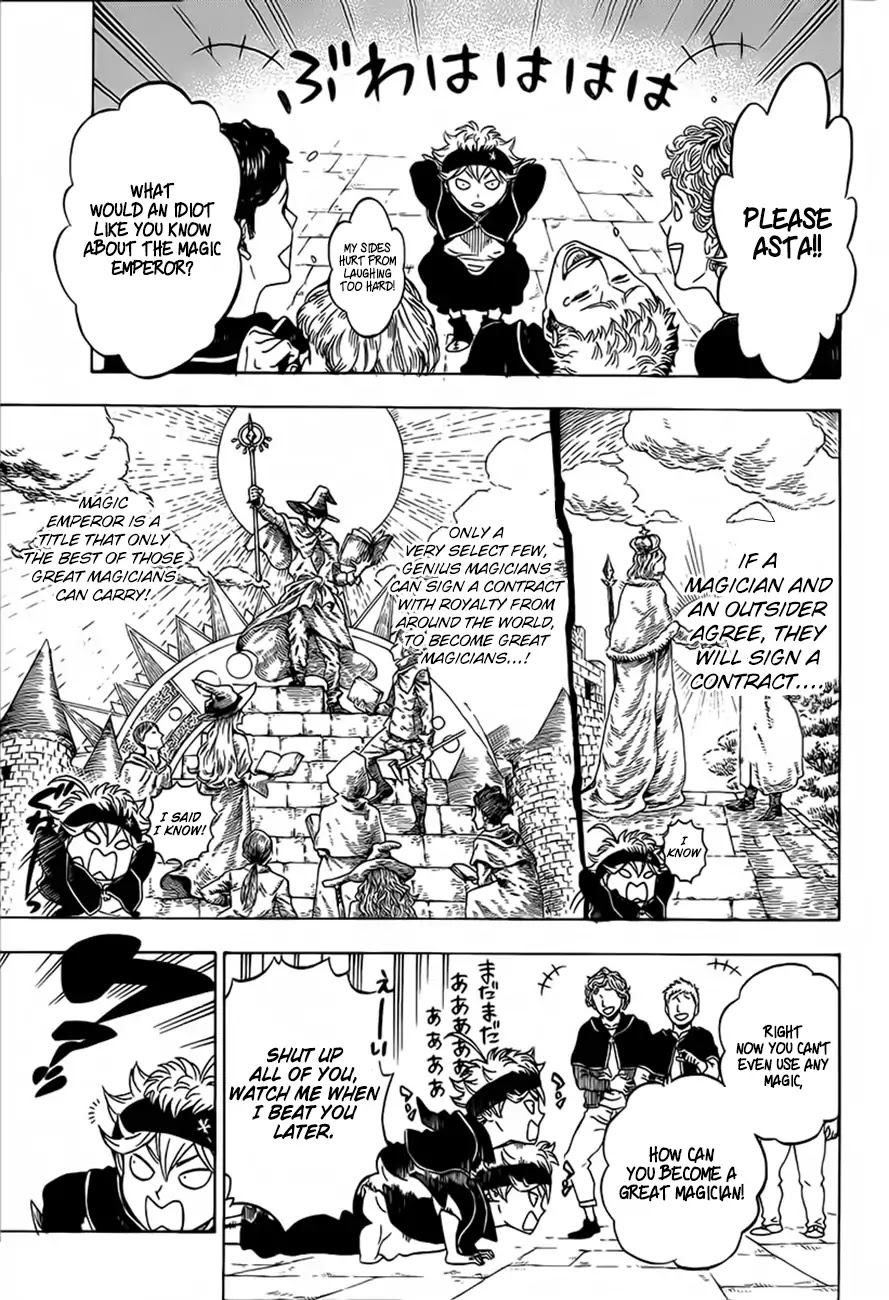 ぶわはははは
PLEASE
ASTA!!
MY SIDES
HURT FROM
LAUGHING
TOO HARD!
WHAT
WOULD AN IDIOT
LIKE YOU KNOW
ABOUT THE MAGIC
EMPEROR?
IF A
MAGICIAN AND
AN OUTSIDER
AGREE, THEY
WILL SIGN A
CONTRACT....
I
KNOW
ONLY A
VERY SELECT FEW,
GENIUS MAGICIANS
CAN SIGN A CONTRACT
WITH ROYALTY FROM
AROUND THE WORLD,
TO BECOME GREAT
MAGICIANS...!
MAGIC
EMPEROR IS A
TITLE THAT ONLY
THE BEST OF THOSE
GREAT MAGICIANS
CAN CARRY!
I SAID
I KNOW!
RIGHT
NOW YOU CAN'T
EVEN USE ANY
MAGIC,
HOW CAN
YOU BECOME A
GREAT MAGICIAN!
まだまだ
あああああ
ああああ
SHUT UP
ALL OF YOU,
WATCH ME WHEN
I BEAT YOU
LATER.